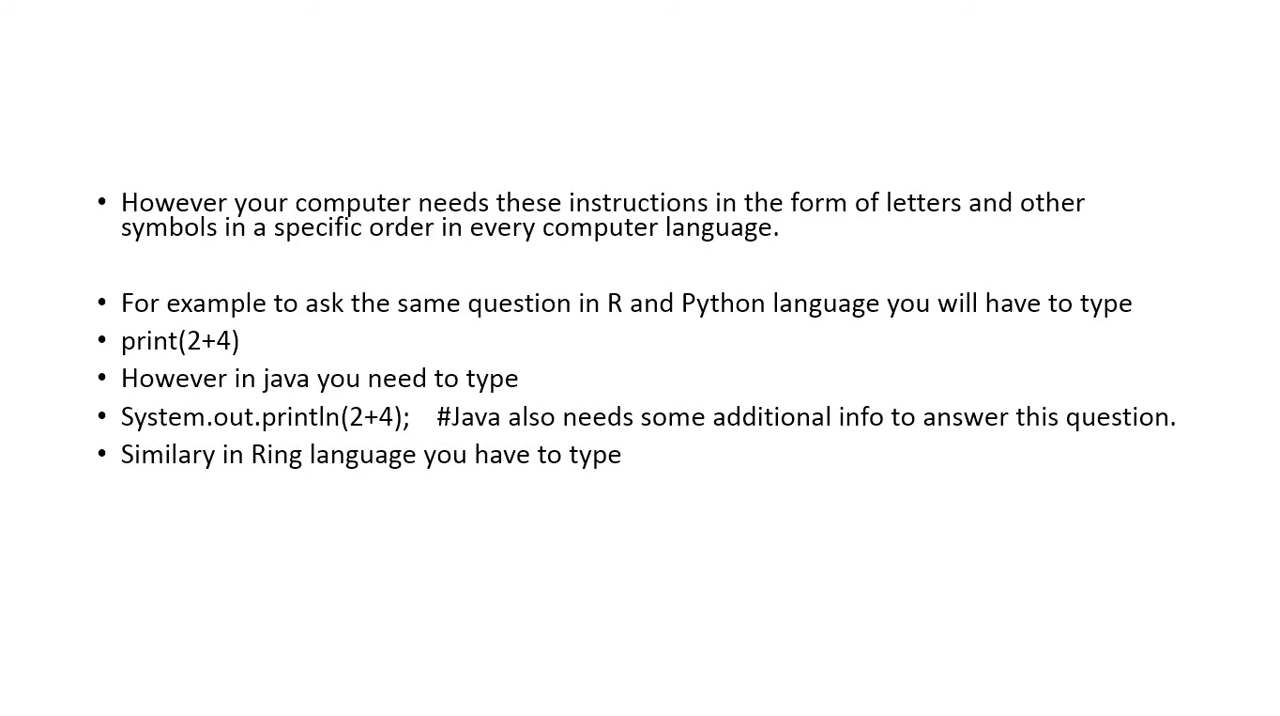 • However your computer needs these instructions in the form of letters and other
symbols in a specific order in every computer language.
• For example to ask the same question in R and Python language you will have to type
• print(2+4)
• However in java you need to type
• System.out.println(2+4); #Java also needs some additional info to answer this question.
• Similary in Ring language you have to type